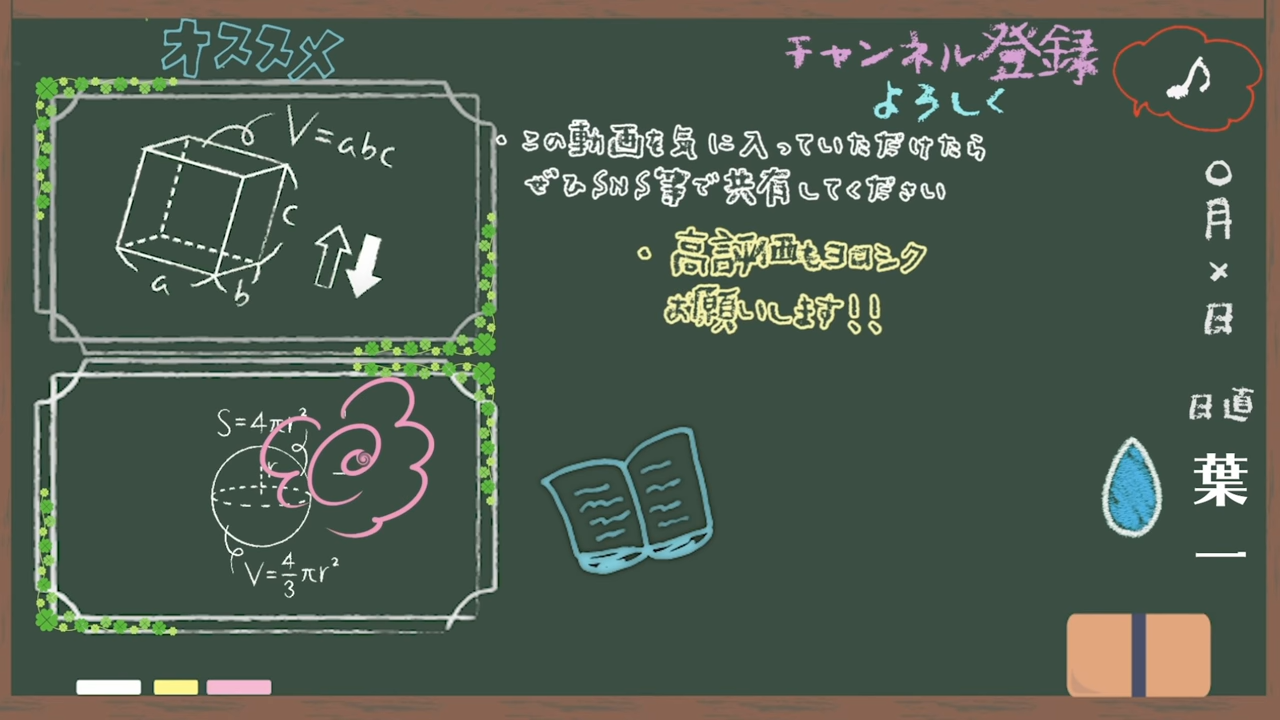 オススメ
チャンネル登録
よろしく
・この動画を気に入っていただけたら
ぜひSNS等で共有してください
・高評価もヨロシク
お願いします!!
V=abc
c
a
b
S=4πr²
r
V=4/3πr²
○月×日
日直
葉一